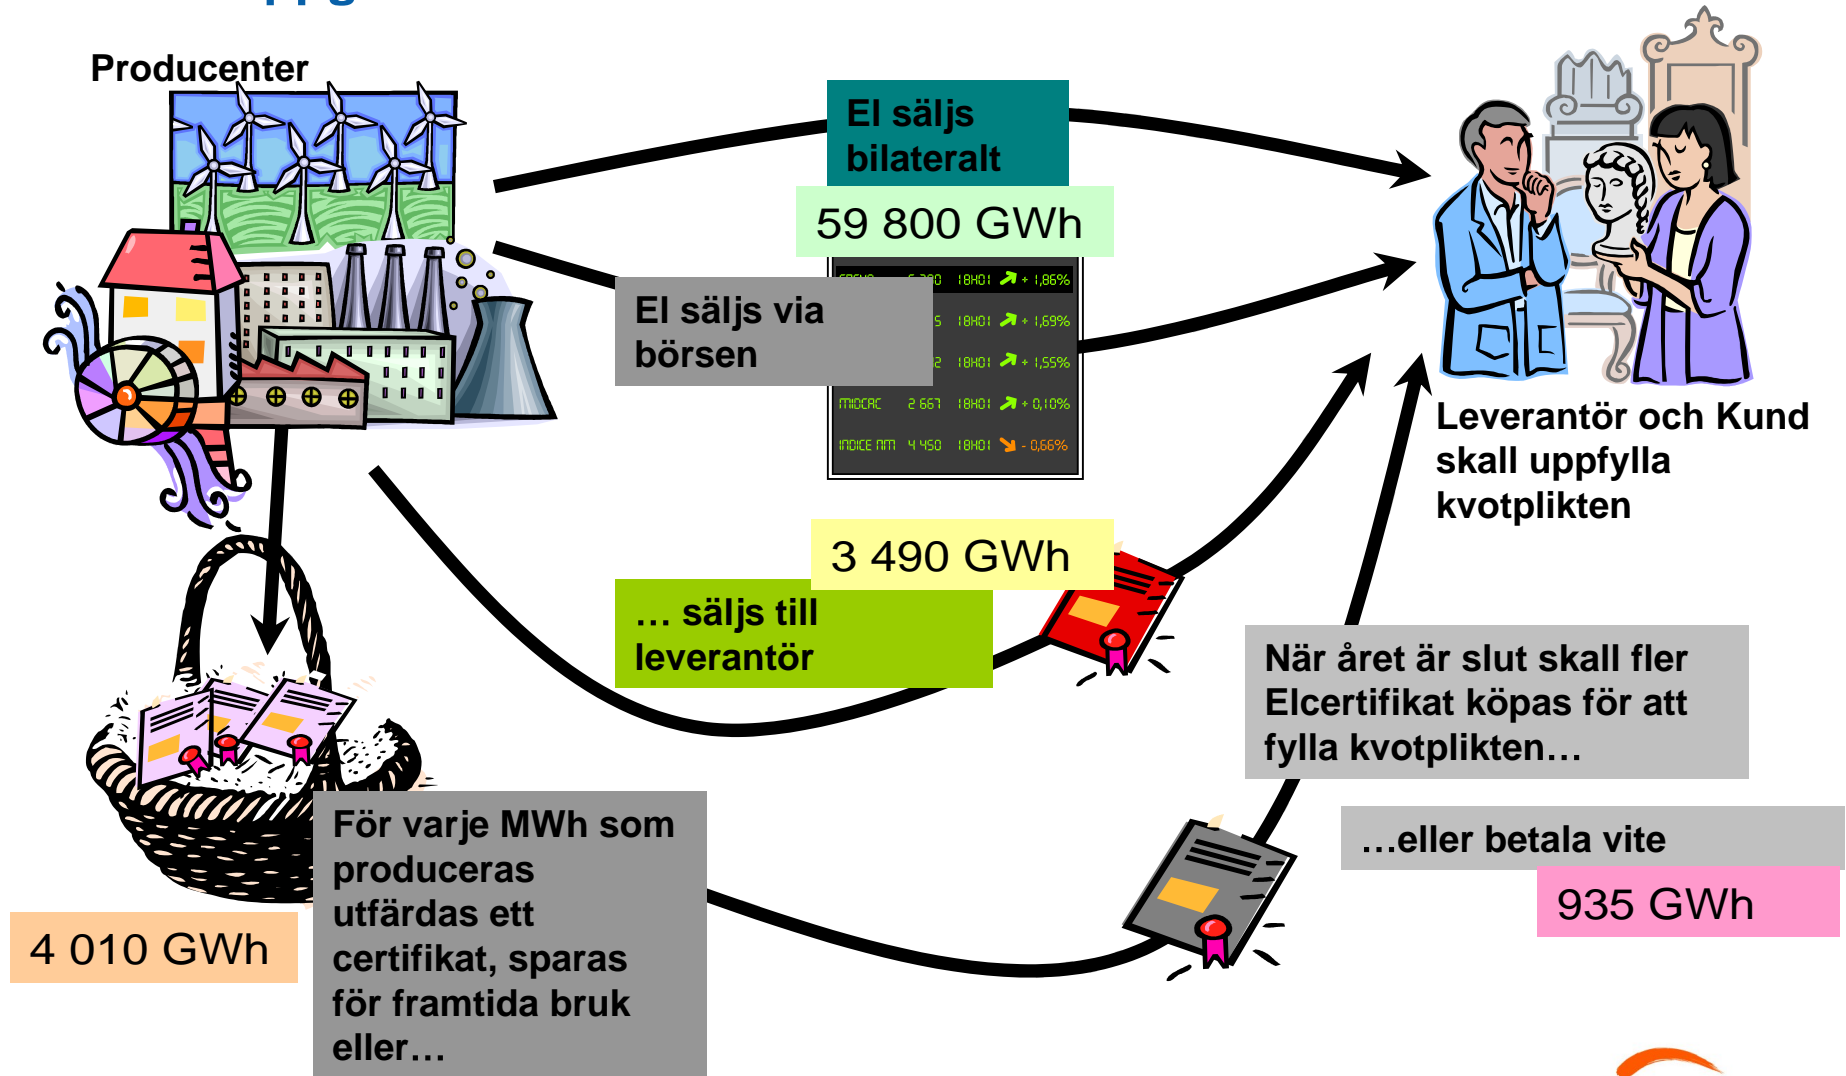 Producenter
El säljs
bilateralt
59 800 GWh
El säljs via
börsen
18H01 + 1,86%
18H01 + 1,69%
18H01 + 1,55%
MIDCAC 2 667 18H01 + 0,10%
INDICE NM 4 450 18H01 - 0,66%
Leverantör och Kund
skall uppfylla
kvotplikten
3 490 GWh
… säljs till
leverantör
När året är slut skall fler
Elcertifikat köpas för att
fylla kvotplikten…
…eller betala vite
935 GWh
För varje MWh som
produceras
utfärdas ett
certifikat, sparas
för framtida bruk
eller…
4 010 GWh